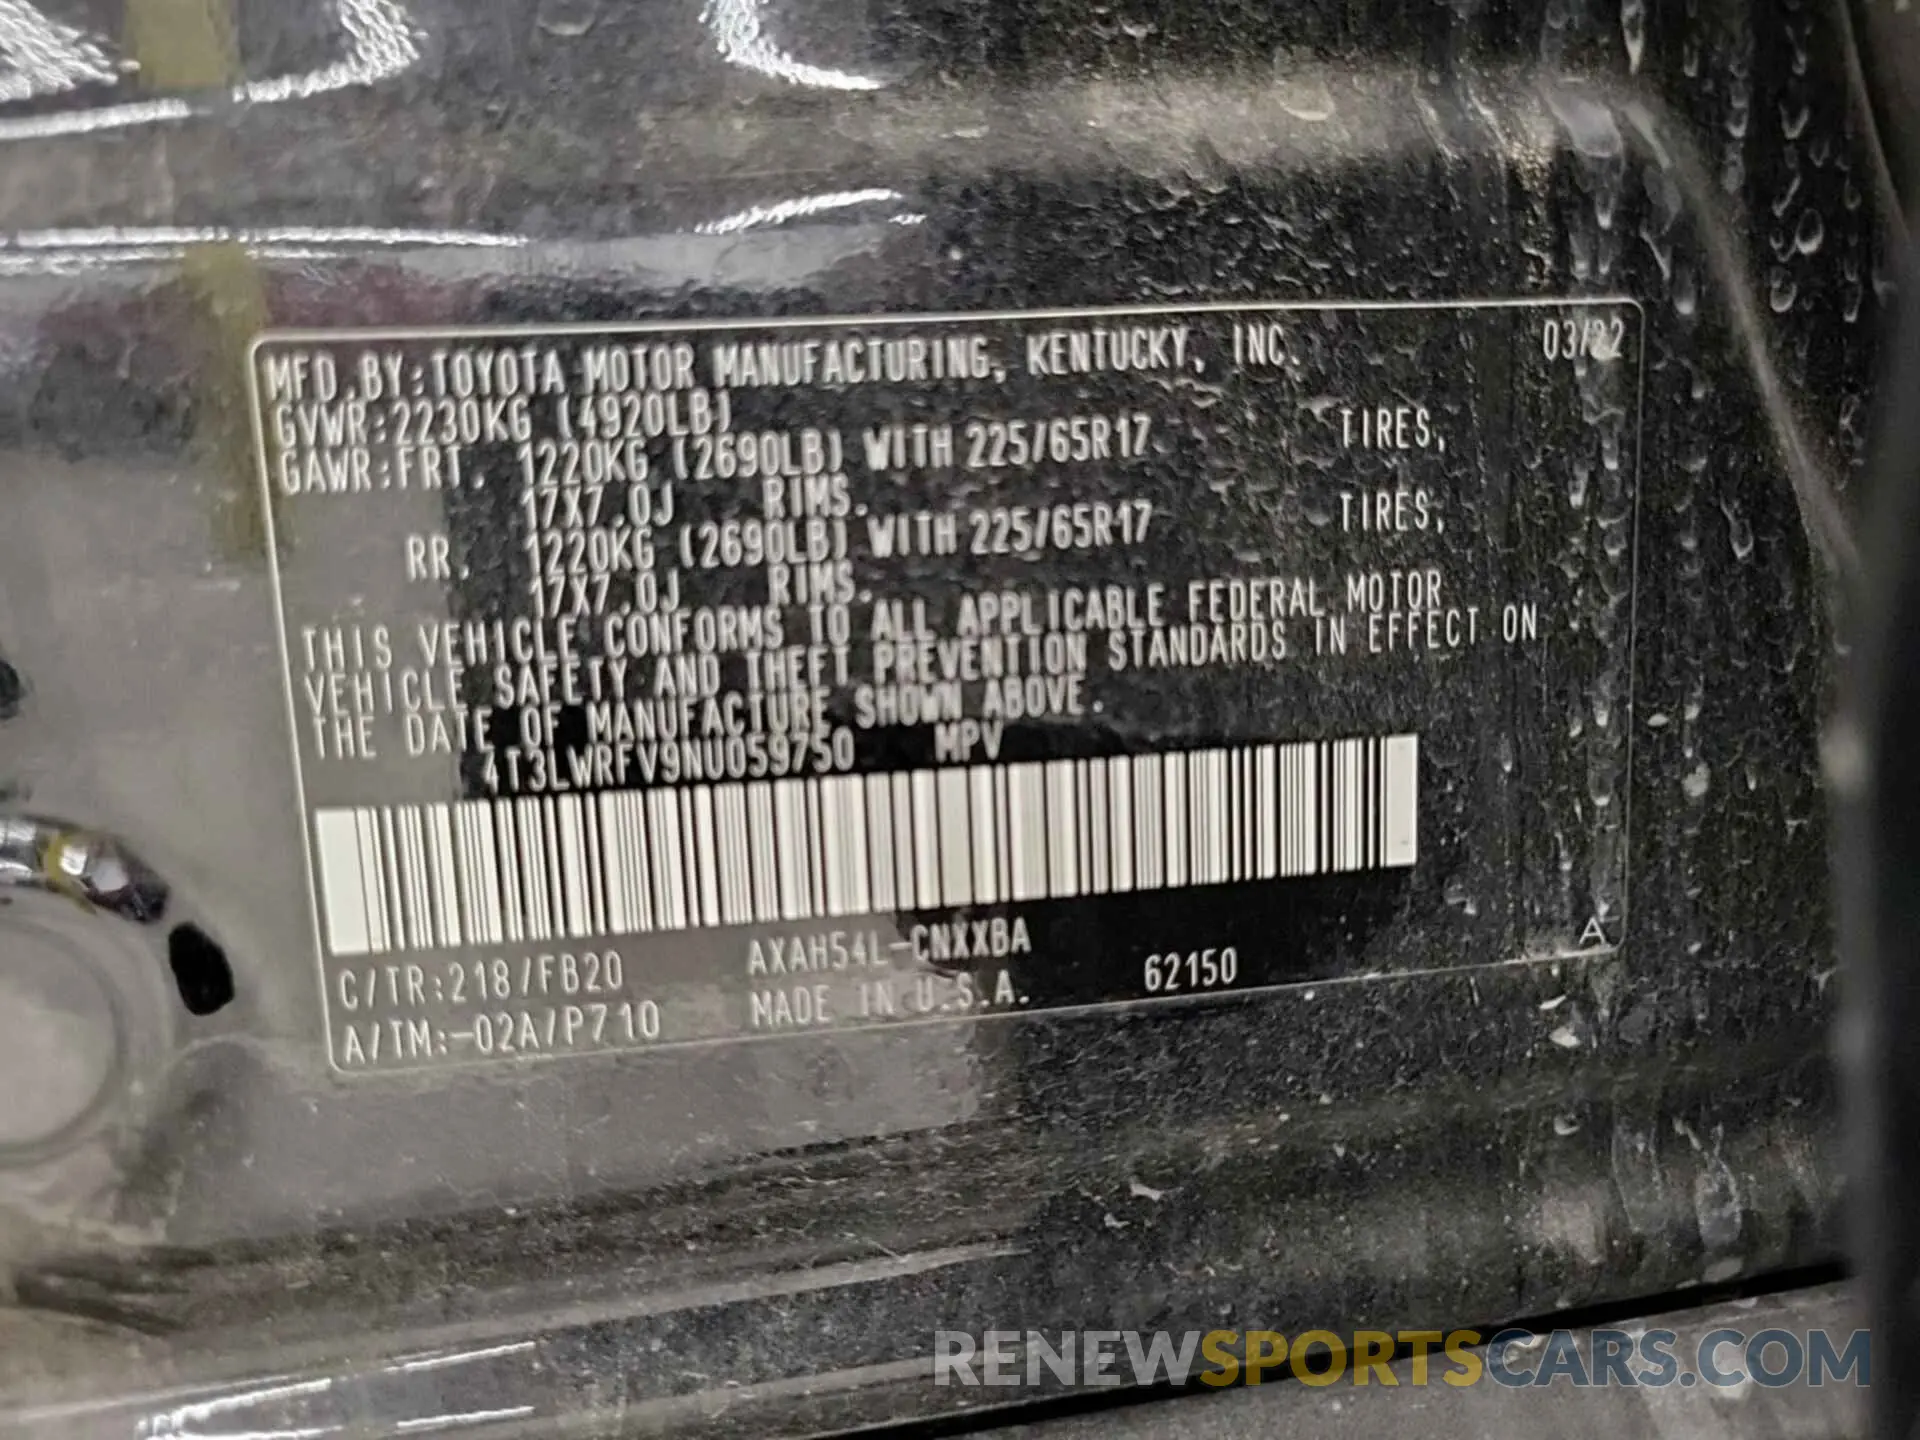 MFD.BY:TOYOTA MOTOR MANUFACTURING, KENTUCKY, INC. 03/22
GVWR:2230KG (4920LB)
GAWR:FRT. 1220KG (2690LB) WITH 225/65R17 TIRES,
17X7.0J RIMS.
RR. 1220KG (2690LB) WITH 225/65R17 TIRES,
17X7.0J RIMS.
THIS VEHICLE CONFORMS TO ALL APPLICABLE FEDERAL MOTOR
VEHICLE SAFETY AND THEFT PREVENTION STANDARDS IN EFFECT ON
THE DATE OF MANUFACTURE SHOWN ABOVE.
4T3LWRFV9NU059750 MPV
C/TR:218/FB20 AXAH54L-CNXXBA A
A/TM:-02A/P710 MADE IN U.S.A. 62150
RENEWSPORTSCARS.COM